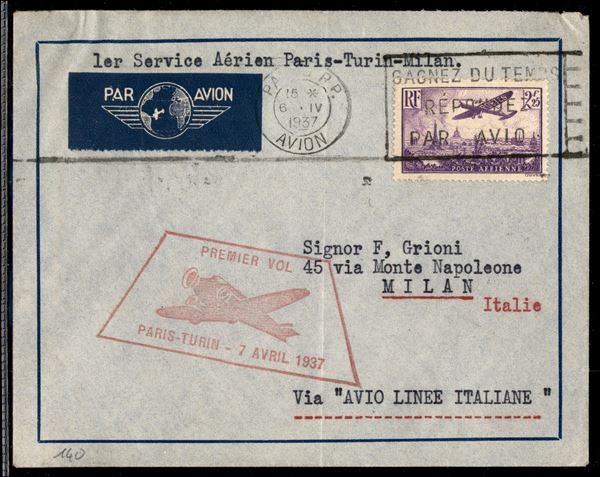 1er Service Aérien Paris-Turin-Milan.
PAR AVION
R.P.
15 *
6 IV
1937
AVION
GAGNEZ DU TEMPS
RÉPONDEZ
PAR AVION
RF 2F25
POSTE AÉRIENNE
PREMIER VOL
PARIS-TURIN - 7 AVRIL 1937
Signor F, Grioni
45 via Monte Napoleone
MILAN
Italie
Via "AVIO LINEE ITALIANE "
140